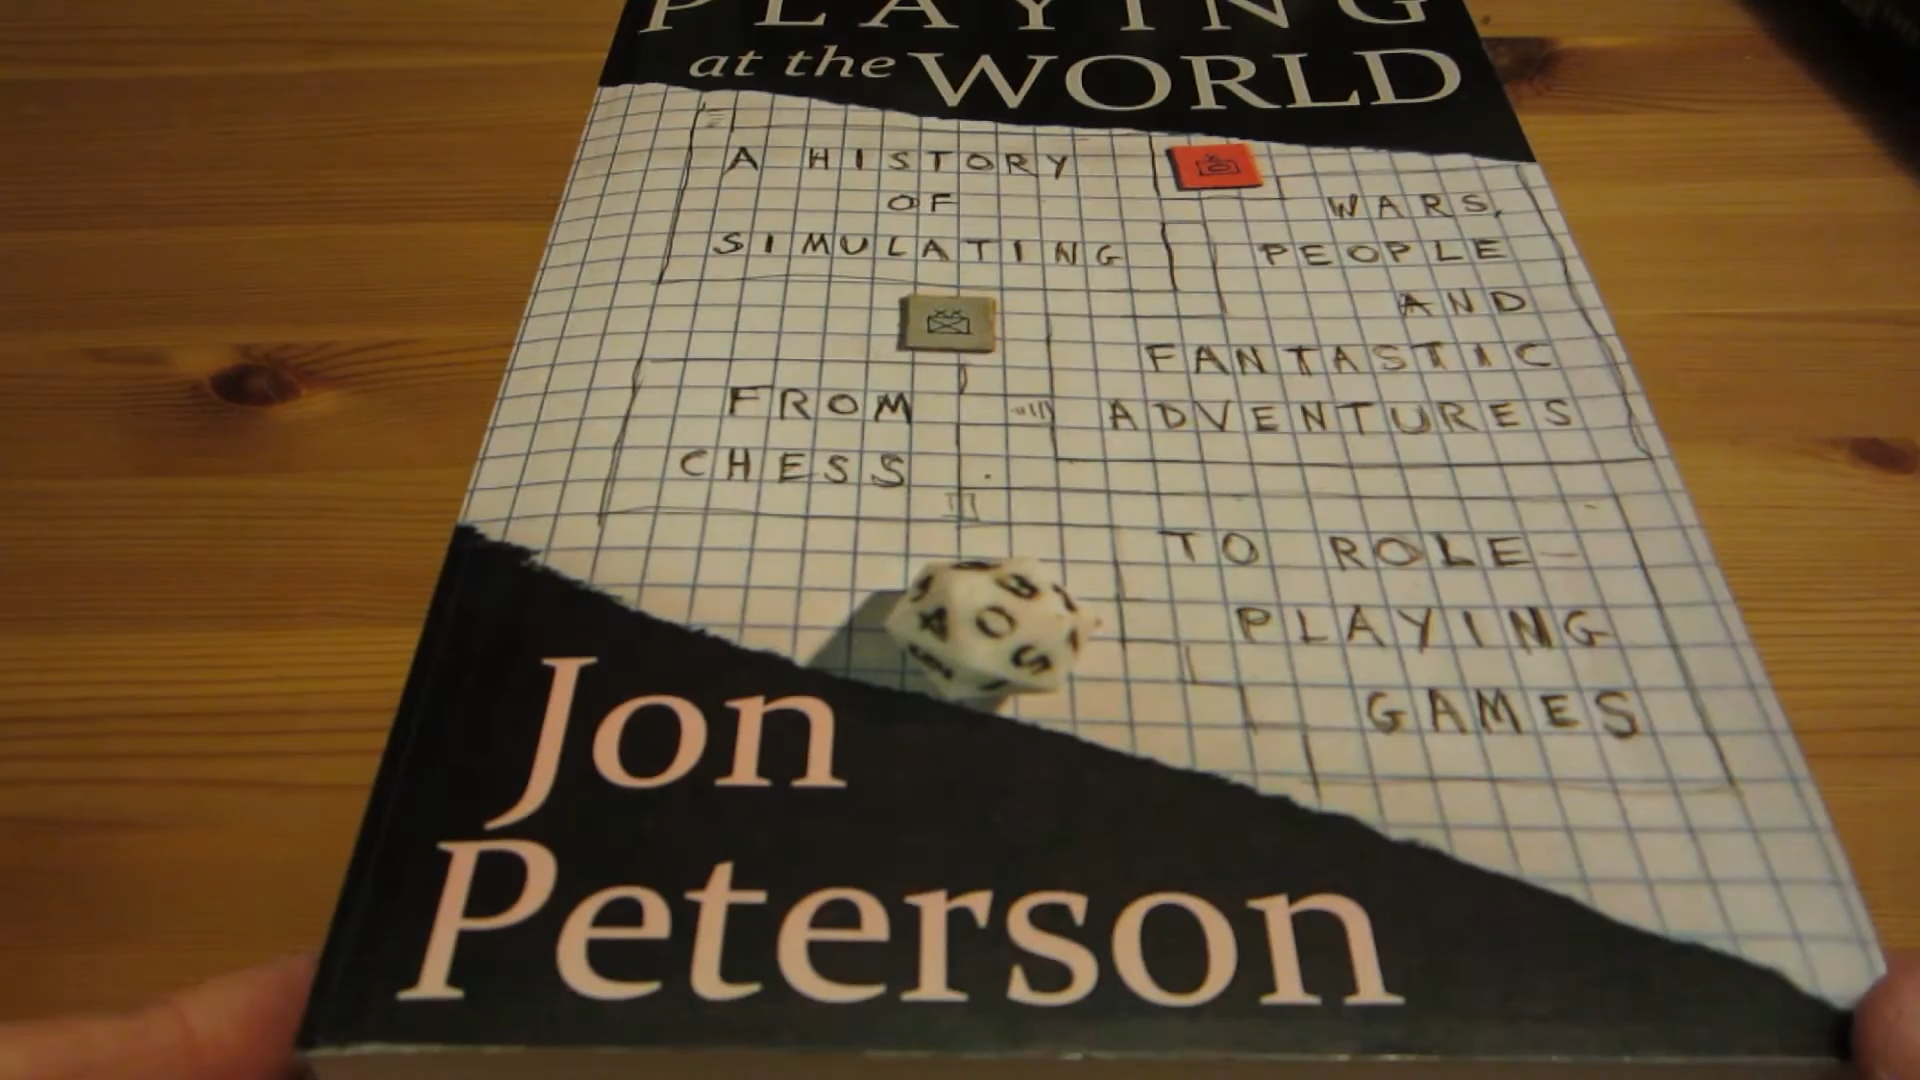 PLAYING
at the WORLD
A HISTORY
OF
SIMULATING
WARS,
PEOPLE
AND
FANTASTIC
ADVENTURES
FROM
CHESS
TO ROLE-
PLAYING
GAMES
Jon
Peterson